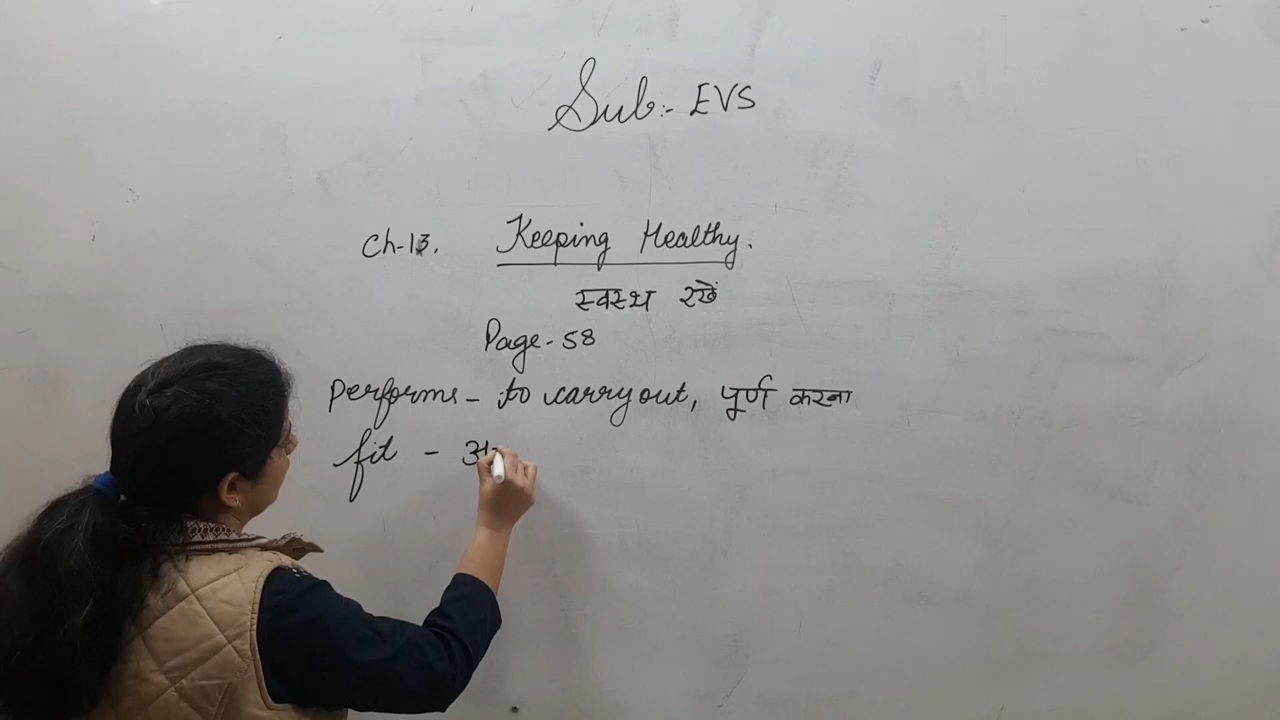 Sub:- EVS
Ch-13. Keeping Healthy.
स्वस्थ रखें
Page-58
Performs - to carryout, पूर्ण करना
fit -